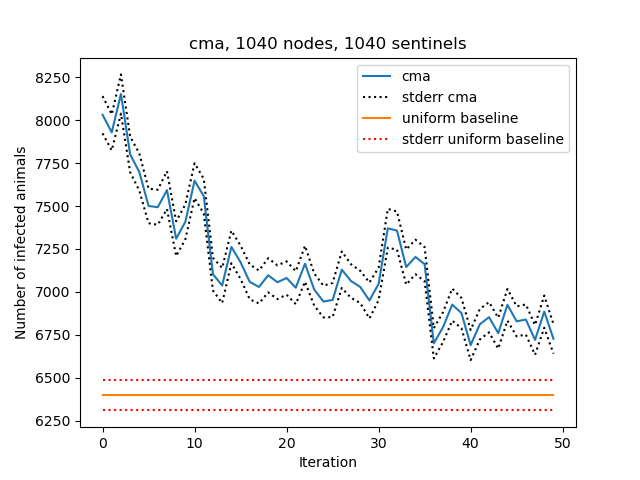 cma, 1040 nodes, 1040 sentinels
cma
stderr cma
uniform baseline
stderr uniform baseline
Number of infected animals
8250
8000
7750
7500
7250
7000
6750
6500
6250
0 10 20 30 40 50
Iteration